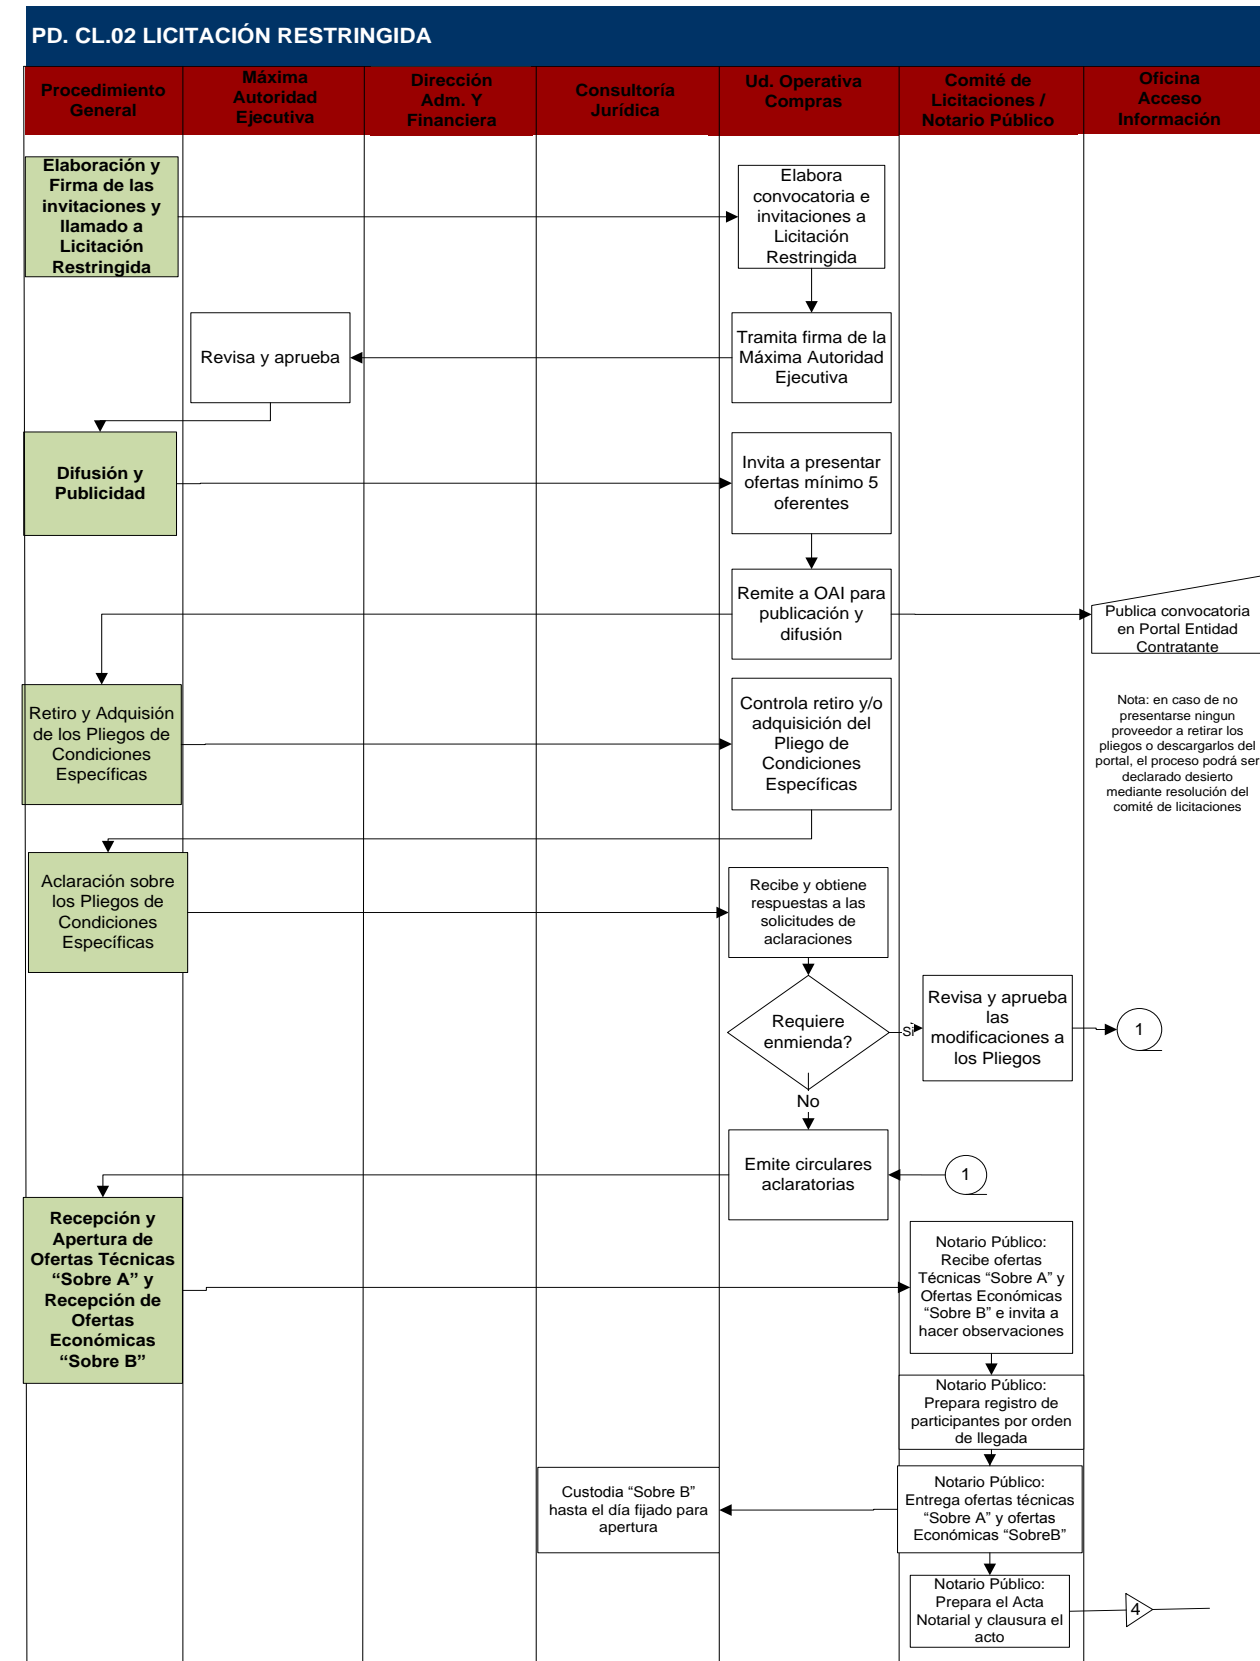 PD. CL.02 LICITACIÓN RESTRINGIDA
Procedimiento
General
Máxima
Autoridad
Ejecutiva
Dirección
Adm. Y
Financiera
Consultoría
Jurídica
Ud. Operativa
Compras
Comité de
Licitaciones /
Notario Público
Oficina
Acceso
Información
Elaboración y
Firma de las
invitaciones y
llamado a
Licitación
Restringida
Elabora
convocatoria e
invitaciones a
Licitación
Restringida
Revisa y aprueba
Tramita firma de la
Máxima Autoridad
Ejecutiva
Difusión y
Publicidad
Invita a presentar
ofertas mínimo 5
oferentes
Remite a OAI para
publicación y
difusión
Publica convocatoria
en Portal Entidad
Contratante
Retiro y Adquisión
de los Pliegos de
Condiciones
Específicas
Controla retiro y/o
adquisición del
Pliego de
Condiciones
Específicas
Nota: en caso de no
presentarse ningun
proveedor a retirar los
pliegos o descargarlos del
portal, el proceso podrá ser
declarado desierto
mediante resolución del
comité de licitaciones
Aclaración sobre
los Pliegos de
Condiciones
Específicas
Recibe y obtiene
respuestas a las
solicitudes de
aclaraciones
Requiere
enmienda?
Si
Revisa y aprueba
las
modificaciones a
los Pliegos
1
No
Emite circulares
aclaratorias
1
Recepción y
Apertura de
Ofertas Técnicas
“Sobre A” y
Recepción de
Ofertas
Económicas
“Sobre B”
Notario Público:
Recibe ofertas
Técnicas “Sobre A” y
Ofertas Económicas
“Sobre B” e invita a
hacer observaciones
Notario Público:
Prepara registro de
participantes por orden
de llegada
Custodia “Sobre B”
hasta el día fijado para
apertura
Notario Público:
Entrega ofertas técnicas
“Sobre A” y ofertas
Económicas “SobreB”
Notario Público:
Prepara el Acta
Notarial y clausura el
acto
4